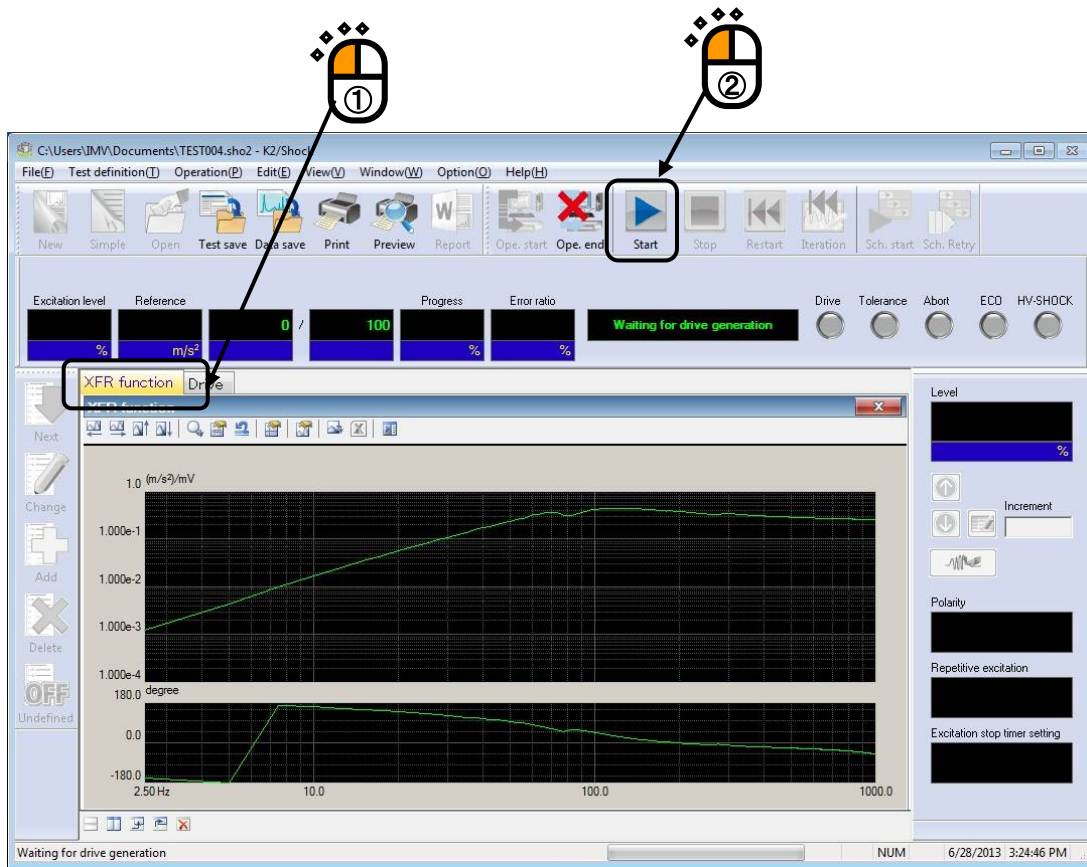 ①
②
C:\Users\IMV\Documents\TEST004.sho2 - K2/Shock
File(F) Test definition(T) Operation(P) Edit(E) View(V) Window(W) Option(O) Help(H)
New Simple Open Test save Data save Print Preview Report Ope. start Ope. end Start Stop Restart Iteration Sch. start Sch. Retry
Excitation level Reference Progress Error ratio Drive Tolerance Abort ECO HV-SHOCK
0 / 100 Waiting for drive generation
% m/s² % %
XFR function Drive
XFR function
Level
%
Next
Change
Add
Delete
OFF
Undefined
1.0 (m/s²)/mV
1.000e-1
1.000e-2
1.000e-3
1.000e-4
180.0 degree
0.0
-180.0
2.50 Hz 10.0 100.0 1000.0
Increment
Polarity
Repetitive excitation
Excitation stop timer setting
Waiting for drive generation NUM 6/28/2013 3:24:46 PM